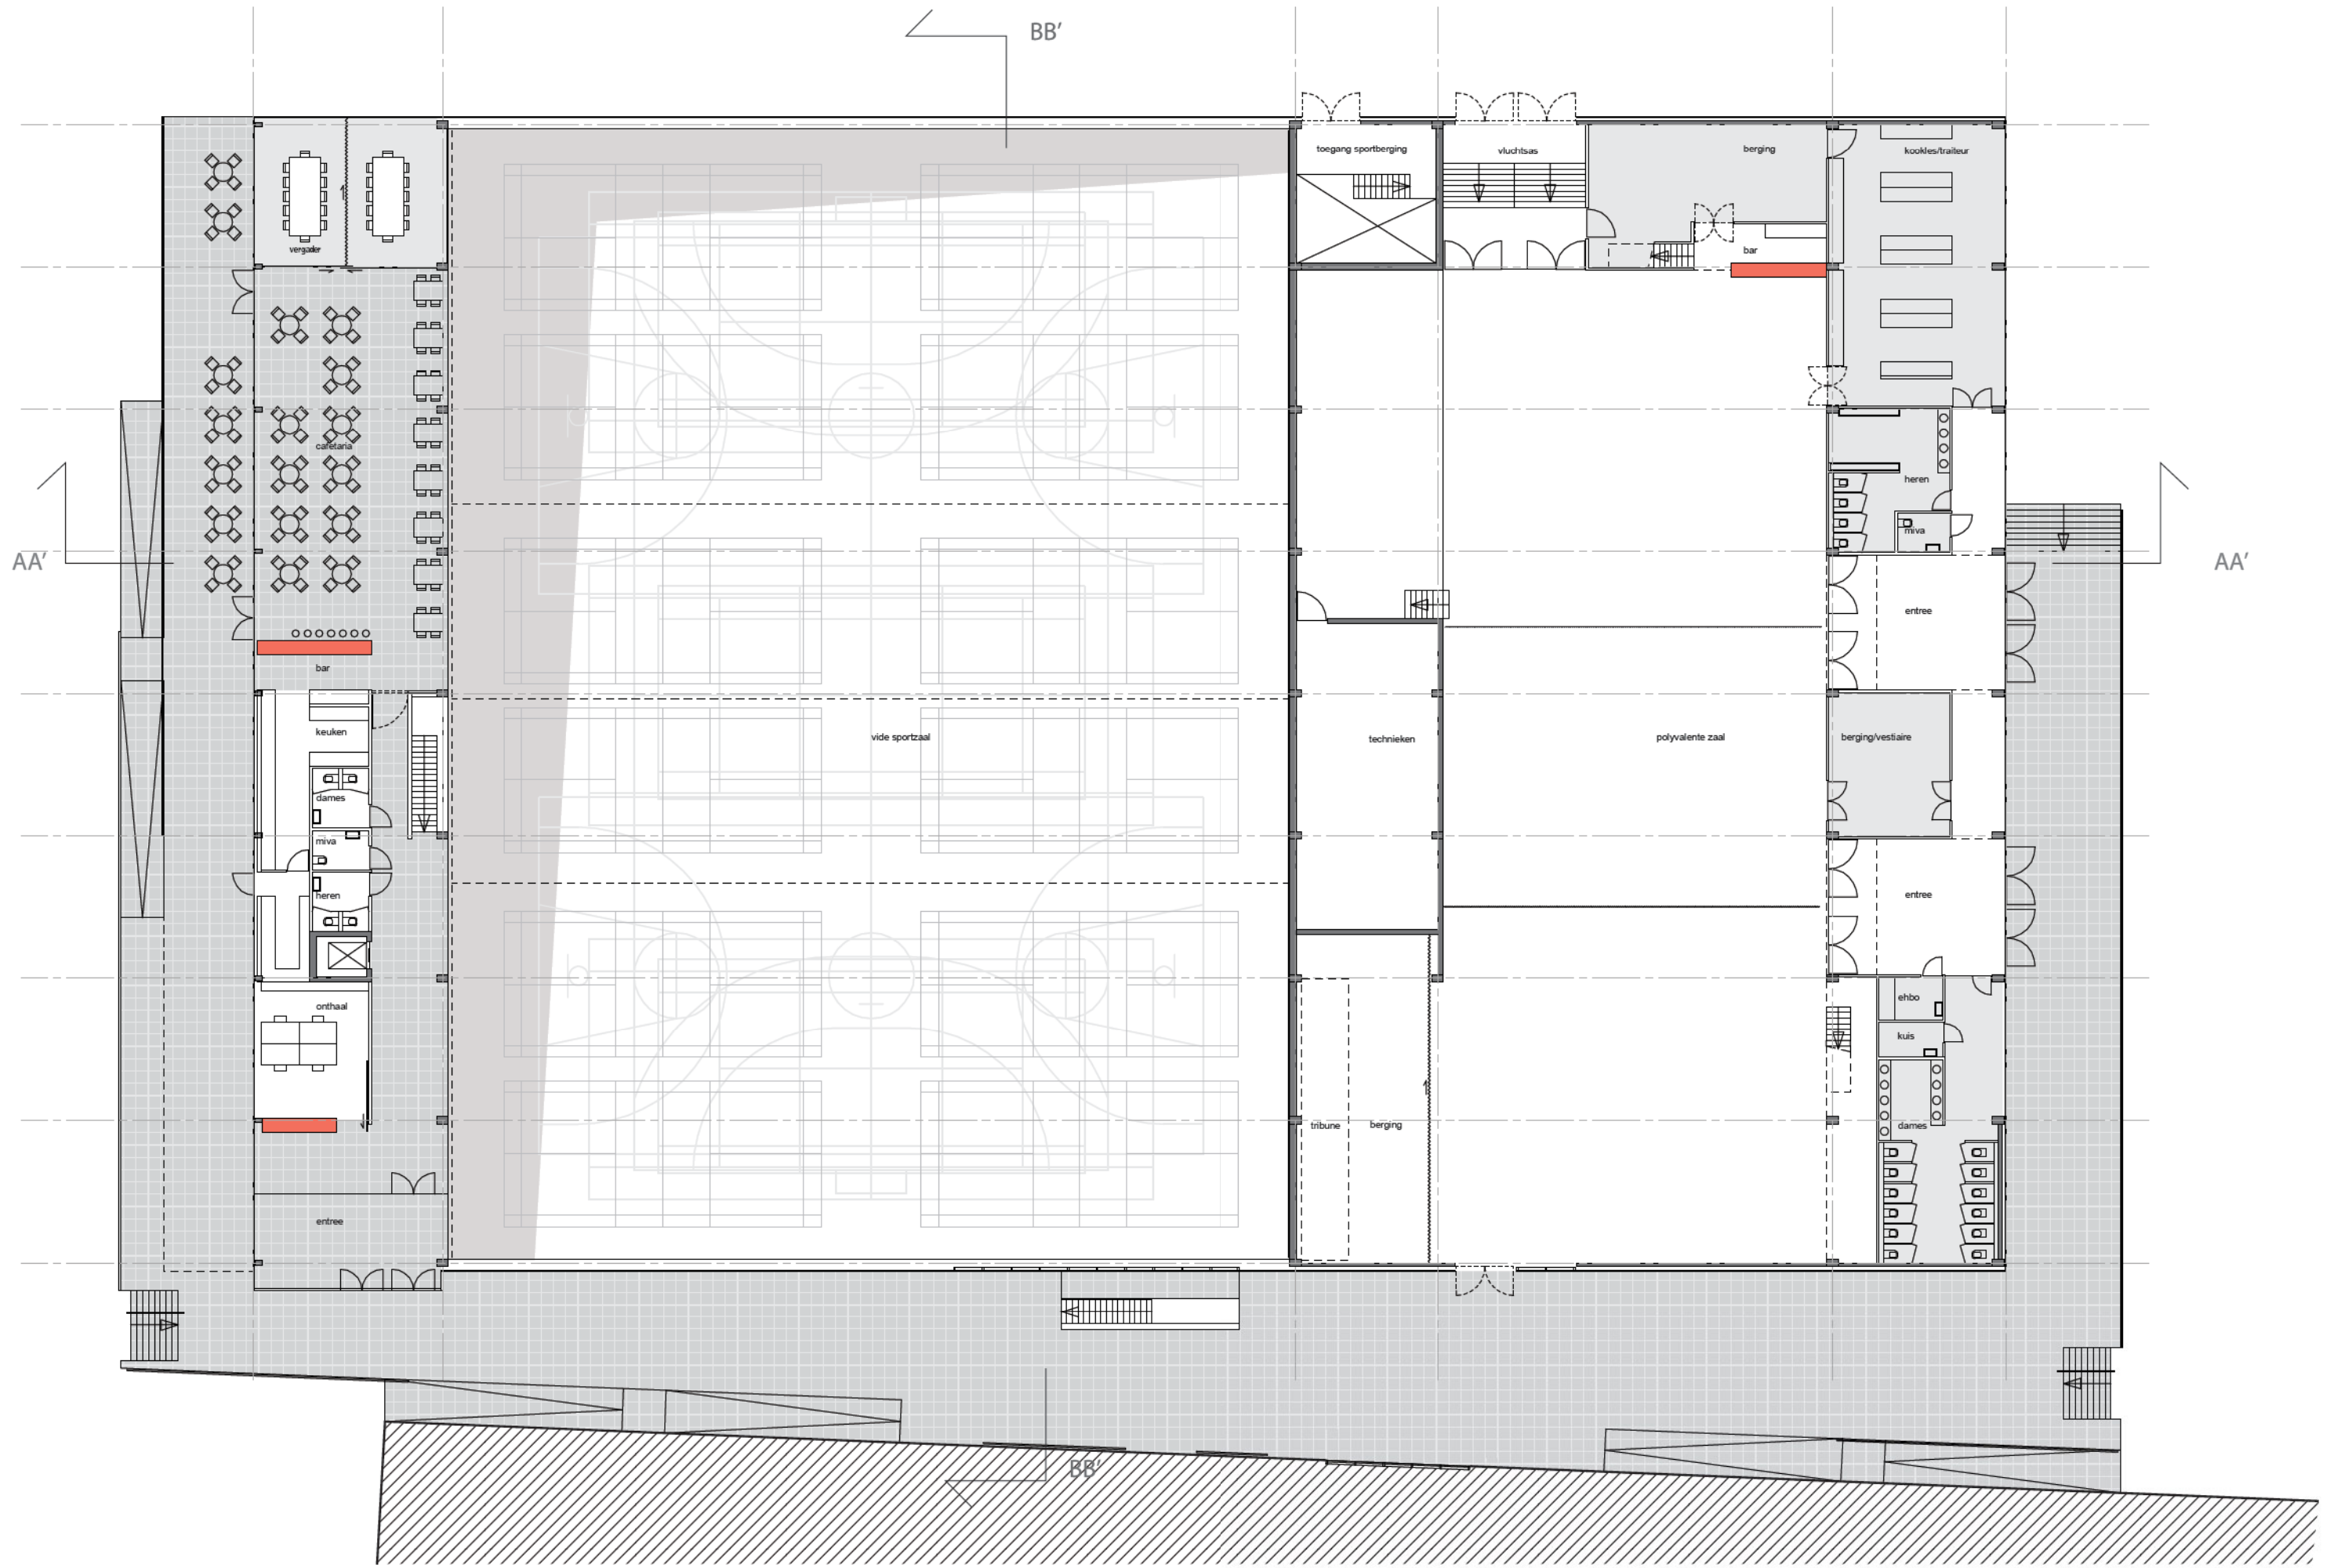 BB’
toegang sportberging
vluchtsas
berging
kookles/traiteur
vergader
bar
cafetaria
heren
miva
AA’
AA’
entree
bar
keuken
vide sportzaal
technieken
polyvalente zaal
berging/vestiaire
dames
miva
heren
entree
onthaal
ehbo
kuis
tribune
berging
dames
entree
BB’